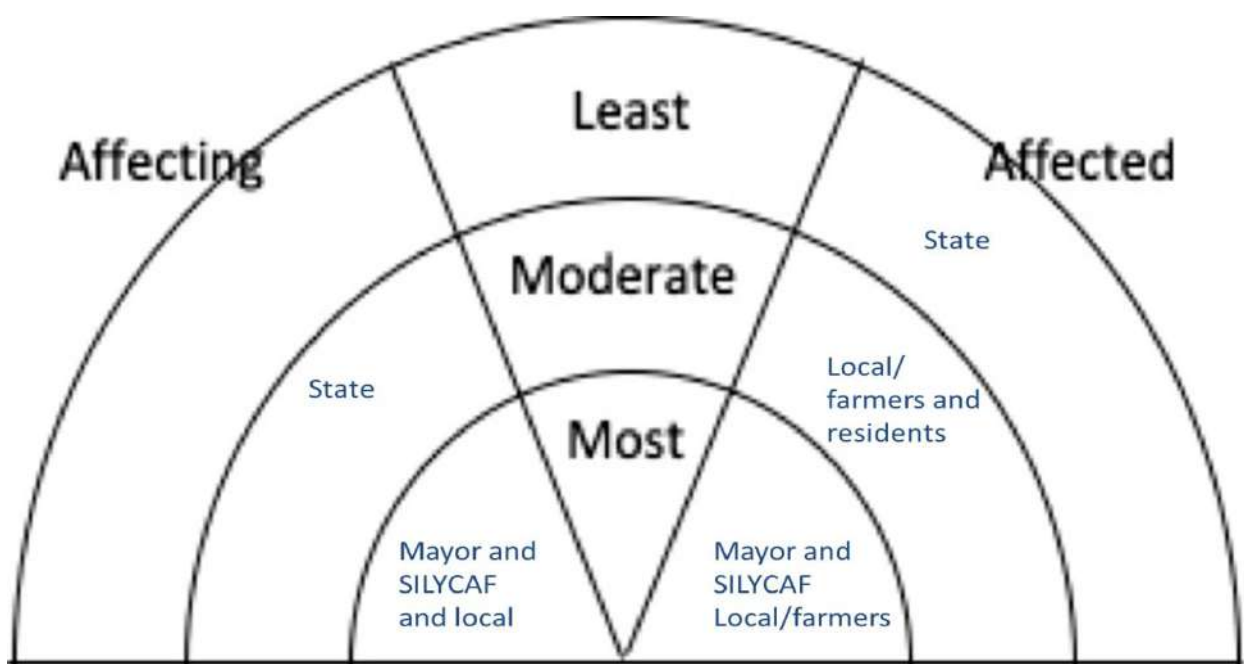 Least
Affecting
Affected
State
Moderate
State
Local/
farmers and
residents
Most
Mayor and
SILYCAF
and local
Mayor and
SILYCAF
Local/farmers